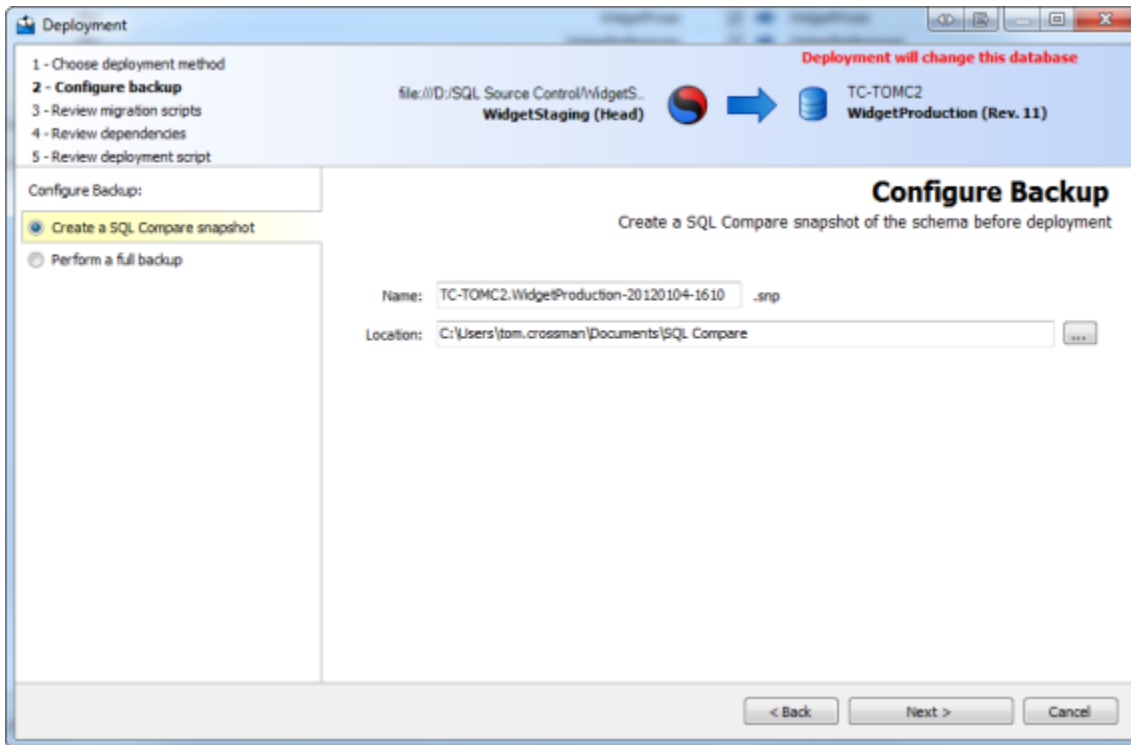 Deployment
1 - Choose deployment method
2 - Configure backup
3 - Review migration scripts
4 - Review dependencies
5 - Review deployment script
file:///D:/SQL Source Control/WidgetS...
WidgetStaging (Head)
Deployment will change this database
TC-TOMC2
WidgetProduction (Rev. 11)
Configure Backup:
Create a SQL Compare snapshot
Perform a full backup
Configure Backup
Create a SQL Compare snapshot of the schema before deployment
Name: TC-TOMC2.WidgetProduction-20120104-1610 .snp
Location: C:\Users\tom.crossman\Documents\SQL Compare ...
< Back Next > Cancel